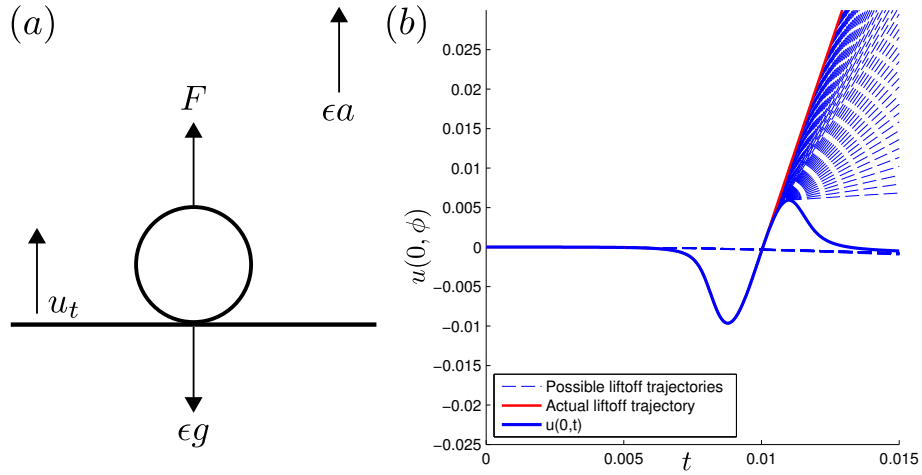 (a)
F
ϵa
u_t
ϵg
(b)
u(0, ϕ)
0.025
0.02
0.015
0.01
0.005
0
−0.005
−0.01
−0.015
−0.02
−0.025
0
0.005
0.01
0.015
t
Possible liftoff trajectories
Actual liftoff trajectory
u(0,t)